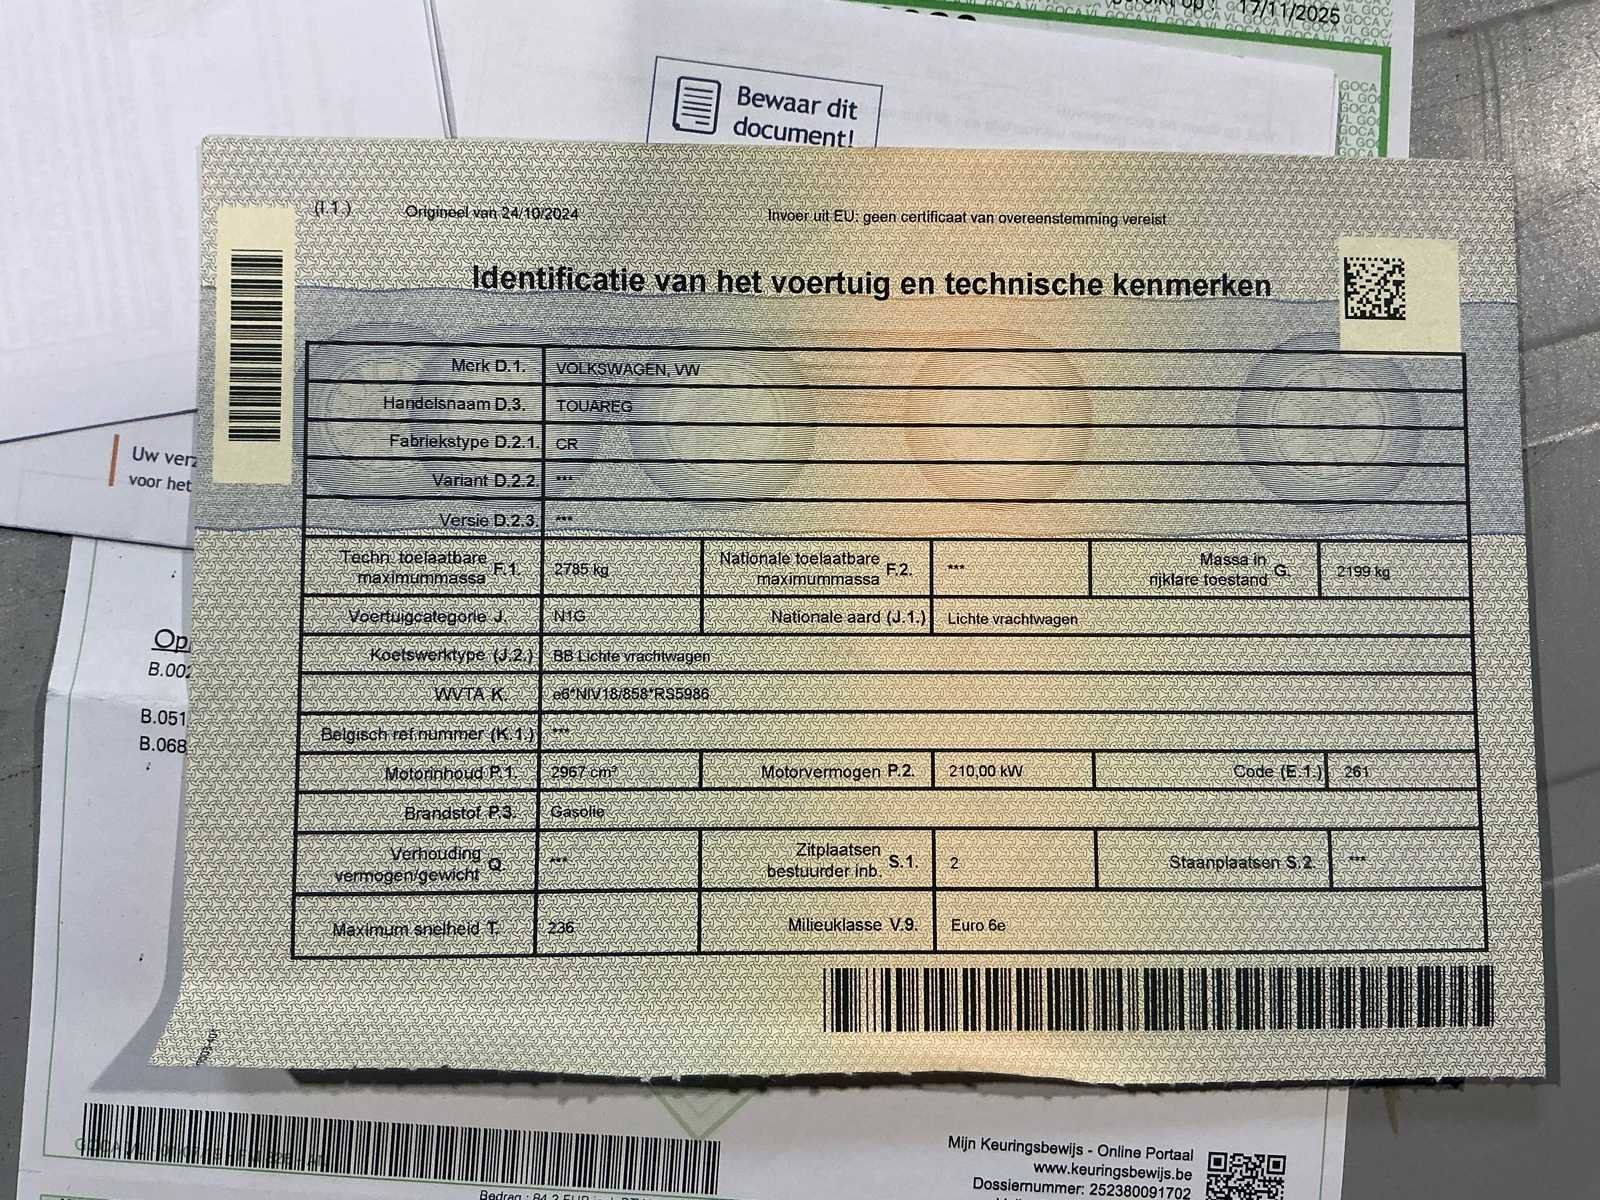 17/11/2025
Bewaar dit
document!
(I.1.) Origineel van 24/10/2024 Invoer uit EU: geen certificaat van overeenstemming vereist
Identificatie van het voertuig en technische kenmerken
Merk D.1. VOLKSWAGEN, VW
Handelsnaam D.3. TOUAREG
Fabriekstype D.2.1. CR
Variant D.2.2. ***
Versie D.2.3. ***
Techn. toelaatbare maximummassa F.1. 2785 kg Nationale toelaatbare maximummassa F.2. *** Massa in rijklare toestand G. 2199 kg
Voertuigcategorie J. N1G Nationale aard (J.1.) Lichte vrachtwagen
Koetswerktype (J.2.) BB Lichte vrachtwagen
WVTA K. e6*NIV18/858*RS5986
Belgisch ref.nummer (K.1.) ***
Motorinhoud P.1. 2967 cm³ Motorvermogen P.2. 210,00 kW Code (E.1.) 261
Brandstof P.3. Gasolie
Verhouding vermogen/gewicht Q. *** Zitplaatsen bestuurder inb. S.1. 2 Staanplaatsen S.2. ***
Maximum snelheid T. 236 Milieuklasse V.9. Euro 6e
Uw verz
voor het
Op
B.002
B.051
B.068
Mijn Keuringsbewijs - Online Portaal
www.keuringsbewijs.be
Dossiernummer: 252380091702